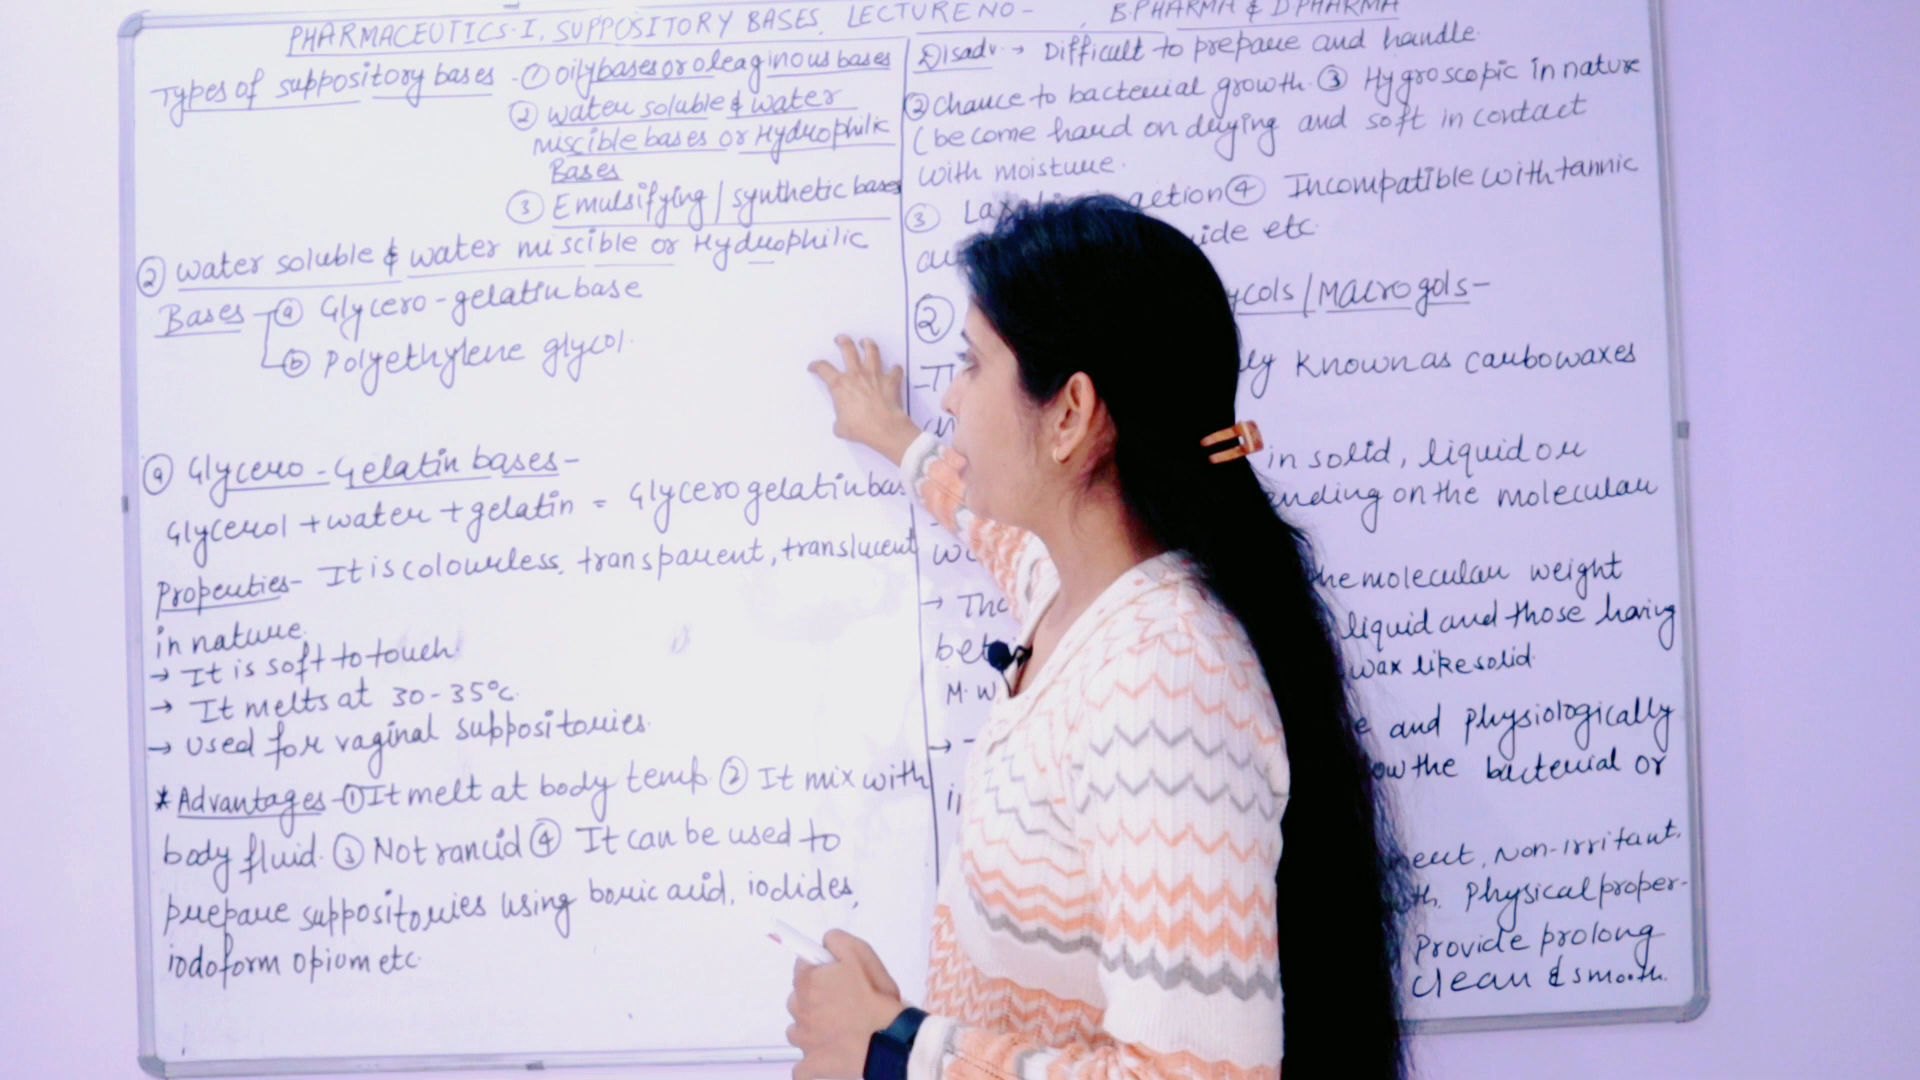 PHARMACEUTICS-I, SUPPOSITORY BASES, LECTURE NO - , B.PHARMA & D.PHARMA
Types of suppository bases - ① oily bases or oleaginous bases
② water soluble & water
miscible bases or Hydrophilic
Bases
③ Emulsifying / synthetic bases
② water soluble & water miscible or Hydrophilic
Bases - ⓐ Glycero-gelatin base
ⓑ Polyethylene glycol.
ⓐ Glycero-Gelatin bases-
Glycerol + water + gelatin = Glycerogelatin bas
Properties- It is colourless, transparent, translucent
in nature.
→ It is soft to touch
→ It melts at 30-35°c.
→ used for vaginal suppositories.
* Advantages - ① It melt at body temp. ② It mix with
body fluid. ③ Not rancid ④ It can be used to
prepare suppositories using boric acid, iodides,
iodoform opium etc.
Disadv. → Difficult to prepare and handle.
② chance to bacterial growth. ③ Hygroscopic in nature
(become hard on drying and soft in contact
with moisture.
③ action ④ Incompatible with tannic
etc.
② / Macrogols-
known as carbowaxes
in solid, liquid or
on the molecular
molecular weight
liquid and those having
M.W wax like solid.
and physiologically
the bacterial or
, Non-irritant.
Physical proper-
Provide prolong
clean & smooth.